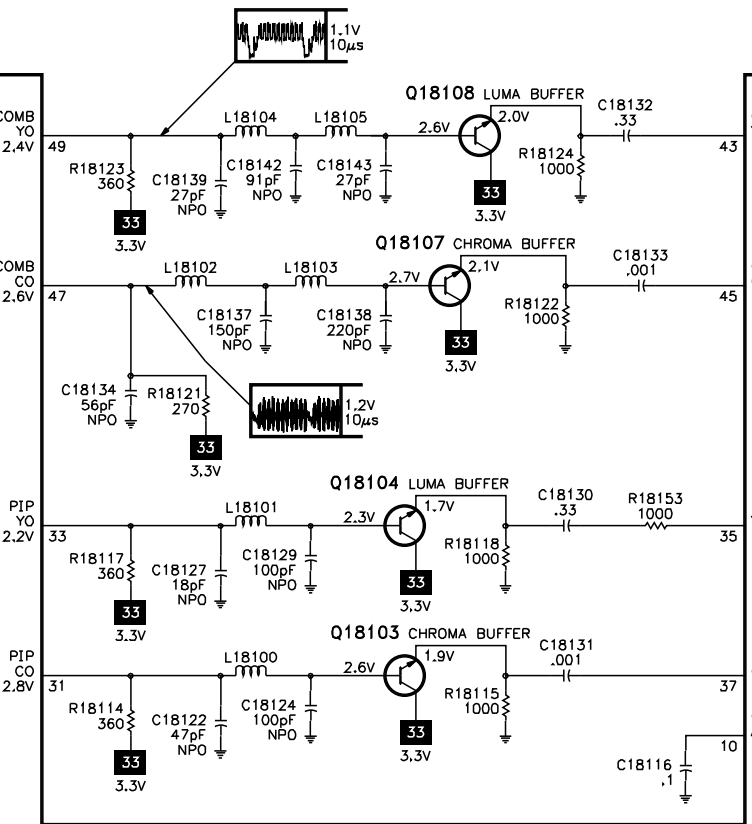 1.1V
10µs
Q18108 LUMA BUFFER
L18104
L18105
C18132
.33
COMB
YO
2.4V
49
2.6V
2.0V
43
R18123
360
C18139
27pF
NPO
C18142
91pF
NPO
C18143
27pF
NPO
R18124
1000
33
3.3V
33
3.3V
Q18107 CHROMA BUFFER
L18102
L18103
C18133
.001
COMB
CO
2.6V
47
2.7V
2.1V
45
C18137
150pF
NPO
C18138
220pF
NPO
R18122
1000
33
3.3V
C18134
56pF
NPO
R18121
270
1.2V
10µs
33
3.3V
Q18104 LUMA BUFFER
L18101
C18130
.33
R18153
1000
PIP
YO
2.2V
33
2.3V
1.7V
35
R18117
360
C18127
18pF
NPO
C18129
100pF
NPO
R18118
1000
33
3.3V
33
3.3V
Q18103 CHROMA BUFFER
L18100
C18131
.001
PIP
CO
2.8V
31
2.6V
1.9V
37
R18114
360
C18122
47pF
NPO
C18124
100pF
NPO
R18115
1000
33
3.3V
33
3.3V
10
C18116
.1